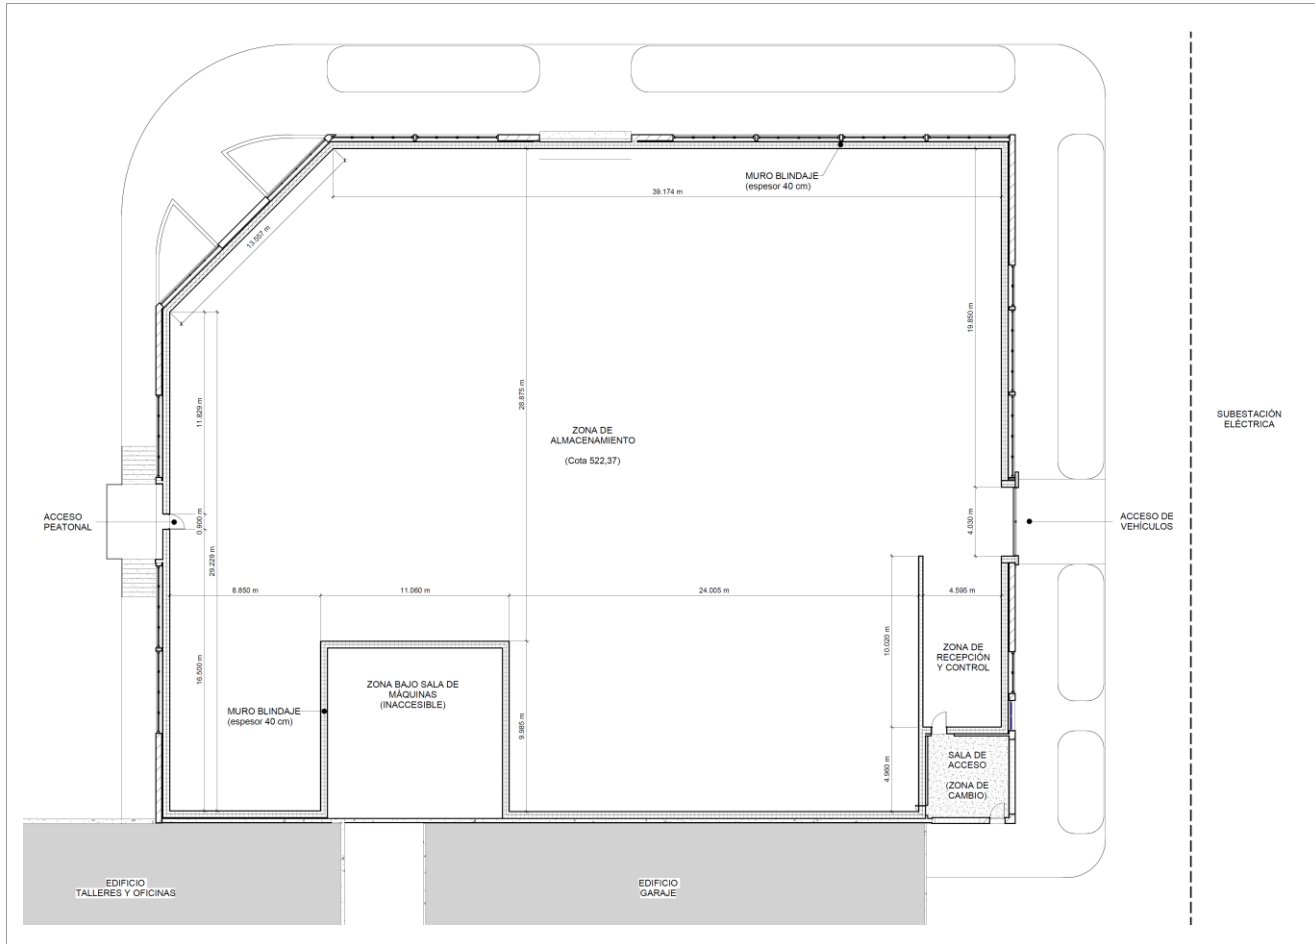 MURO BLINDAJE
(espesor 40 cm)
39.174 m
13.557 m
19.850 m
11.829 m
28.875 m
SUBESTACIÓN
ELÉCTRICA
ZONA DE
ALMACENAMIENTO
(Cota 522,37)
ACCESO
PEATONAL
0.900 m
4.030 m
ACCESO DE
VEHÍCULOS
29.229 m
8.850 m
11.060 m
24.005 m
4.595 m
10.020 m
16.500 m
ZONA DE
RECEPCIÓN
Y CONTROL
ZONA BAJO SALA DE
MÁQUINAS
(INACCESIBLE)
MURO BLINDAJE
(espesor 40 cm)
9.985 m
4.960 m
SALA DE
ACCESO
(ZONA DE
CAMBIO)
EDIFICIO
TALLERES Y OFICINAS
EDIFICIO
GARAJE